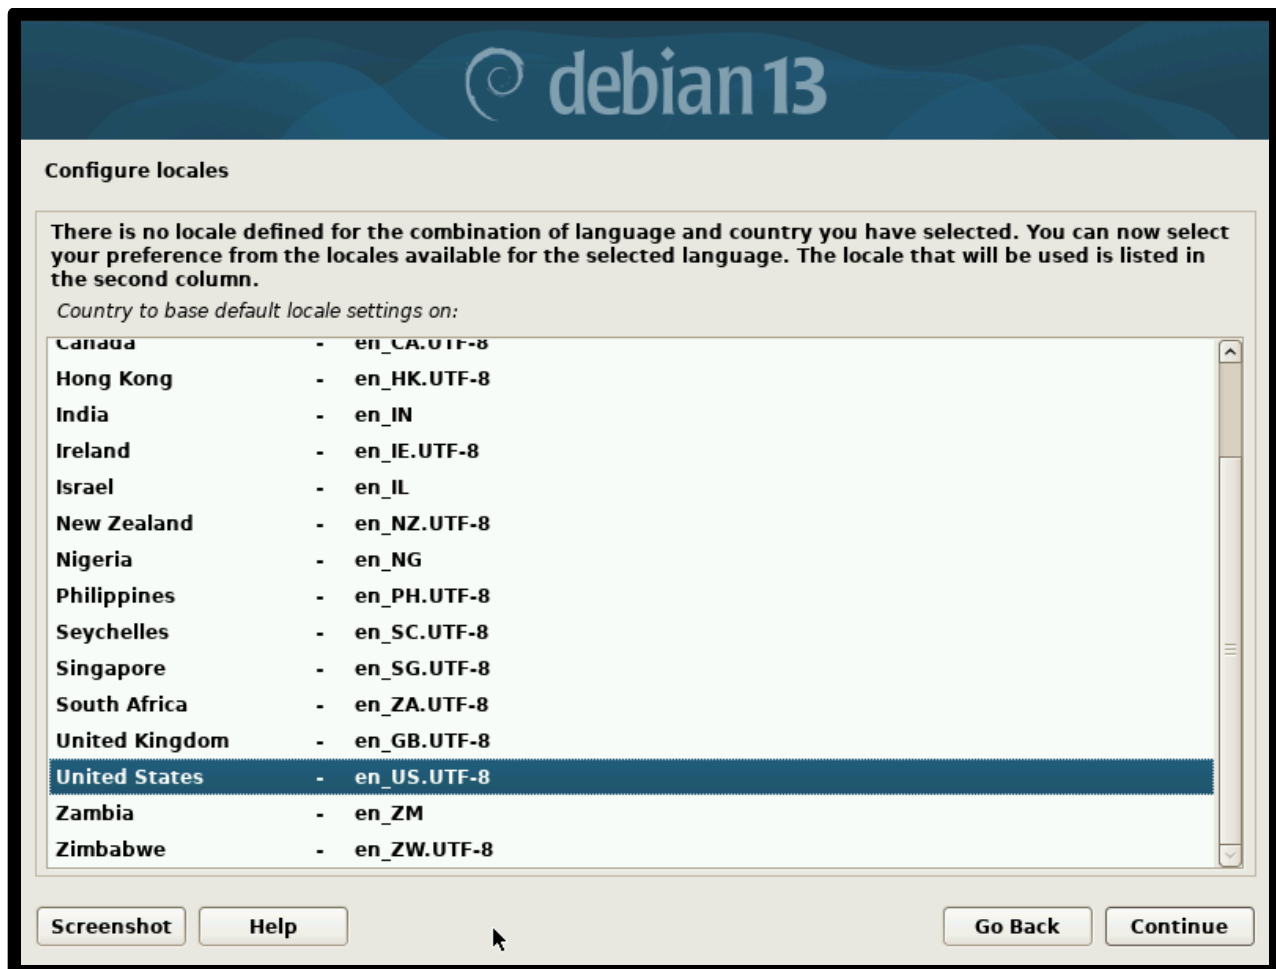 debian 13
Configure locales
There is no locale defined for the combination of language and country you have selected. You can now select
your preference from the locales available for the selected language. The locale that will be used is listed in
the second column.
Country to base default locale settings on:
Canada - en_CA.UTF-8
Hong Kong - en_HK.UTF-8
India - en_IN
Ireland - en_IE.UTF-8
Israel - en_IL
New Zealand - en_NZ.UTF-8
Nigeria - en_NG
Philippines - en_PH.UTF-8
Seychelles - en_SC.UTF-8
Singapore - en_SG.UTF-8
South Africa - en_ZA.UTF-8
United Kingdom - en_GB.UTF-8
United States - en_US.UTF-8
Zambia - en_ZM
Zimbabwe - en_ZW.UTF-8
Screenshot Help Go Back Continue